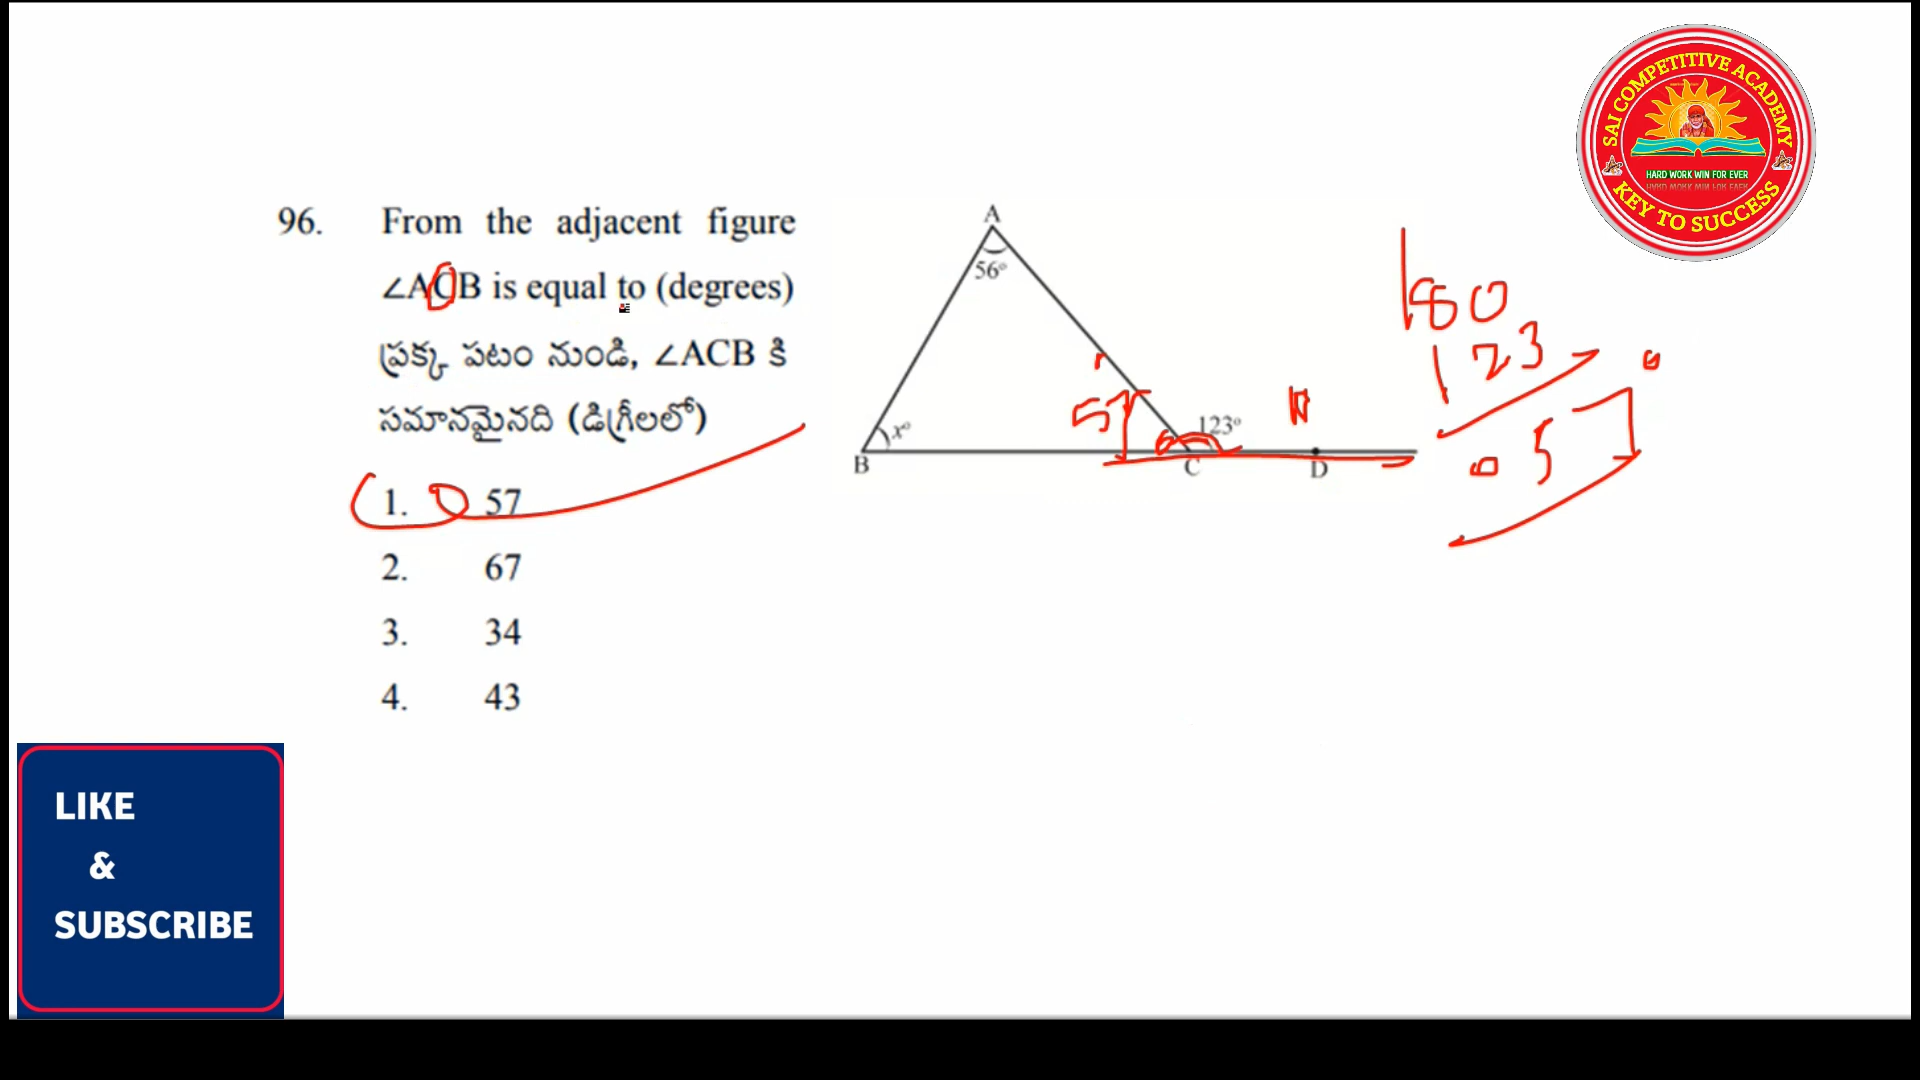 SAI COMPETITIVE ACADEMY
HARD WORK WIN FOR EVER
KEY TO SUCCESS
96. From the adjacent figure
∠ACB is equal to (degrees)
ప్రక్క పటం నుండి, ∠ACB కి
సమానమైనది (డిగ్రీలలో)
1. 57
2. 67
3. 34
4. 43
A
56°
x°
123°
B
C
D
57
180
123
057
LIKE
&
SUBSCRIBE